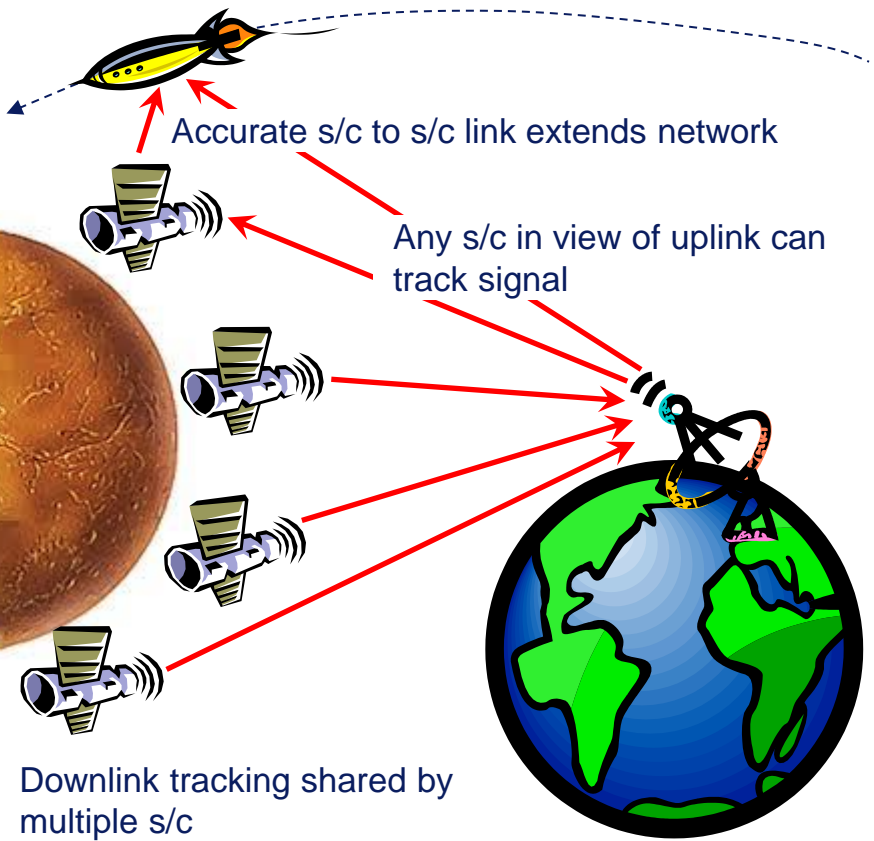 Accurate s/c to s/c link extends network
Any s/c in view of uplink can
track signal
Downlink tracking shared by
multiple s/c